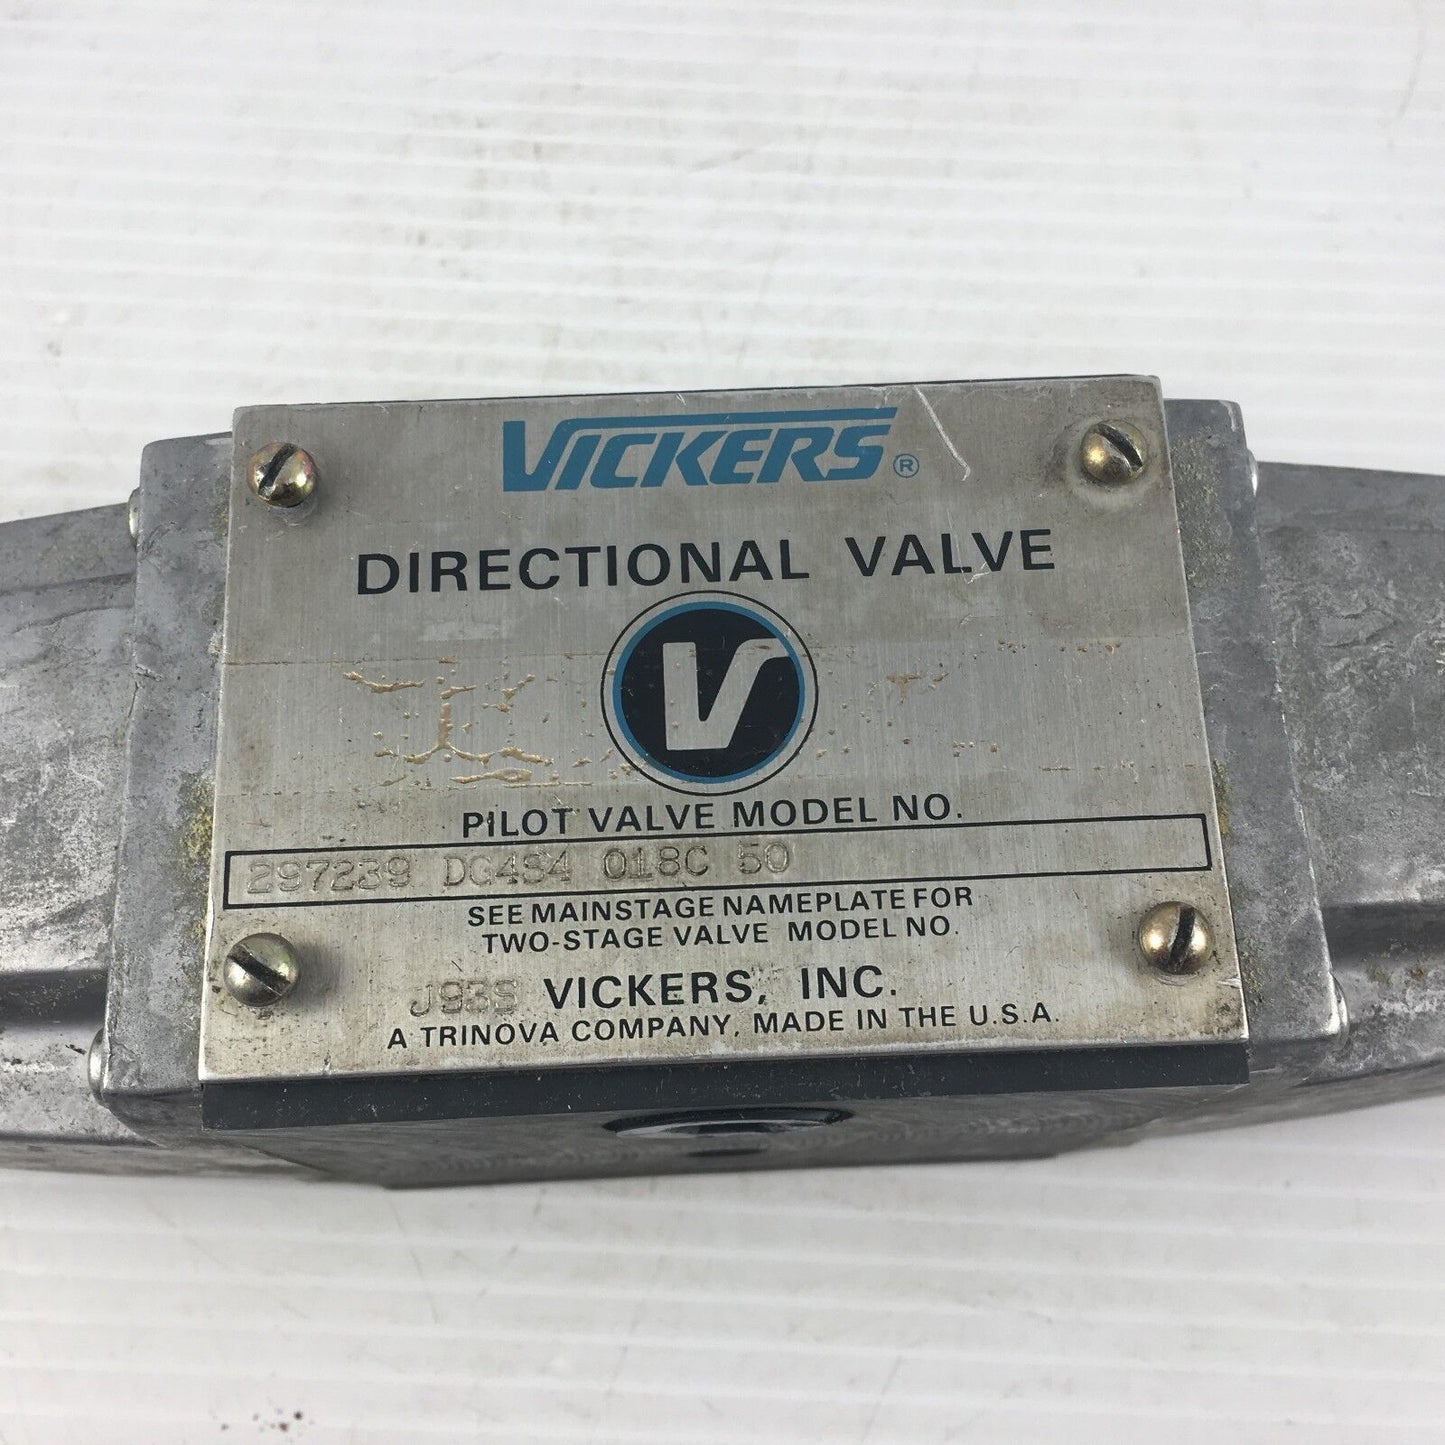 VICKERS®
DIRECTIONAL VALVE
V
PILOT VALVE MODEL NO.
297239 DG4S4 018C 50
SEE MAINSTAGE NAMEPLATE FOR
TWO-STAGE VALVE MODEL NO.
J93S VICKERS, INC.
A TRINOVA COMPANY, MADE IN THE U.S.A.